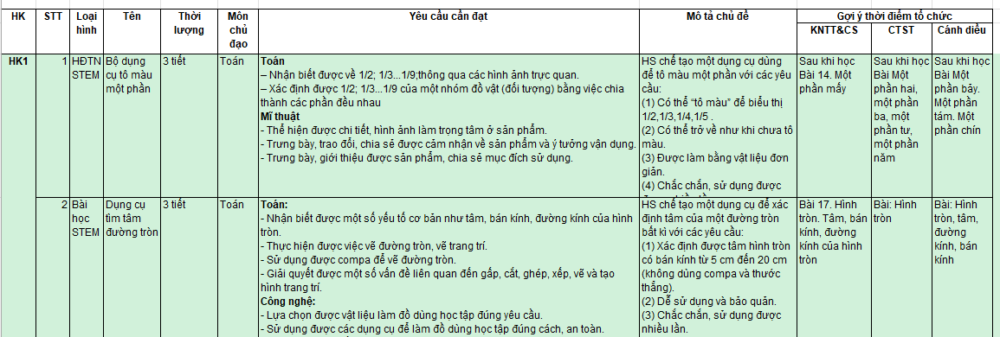 HK STT Loại hình Tên Thời lượng Môn chủ đạo Yêu cầu cần đạt Mô tả chủ đề Gợi ý thời điểm tổ chức
KNTT&CS CTST Cánh diều
HK1
1
HĐTN
STEM
Bộ dụng
cụ tô màu
một phần
3 tiết
Toán
Toán
– Nhận biết được về 1/2; 1/3...1/9;thông qua các hình ảnh trực quan.
– Xác định được 1/2; 1/3...1/9 của một nhóm đồ vật (đối tượng) bằng việc chia
thành các phần đều nhau
Mĩ thuật
- Thể hiện được chi tiết, hình ảnh làm trọng tâm ở sản phẩm.
- Trưng bày, trao đổi, chia sẻ được cảm nhận về sản phẩm và ý tưởng vận dụng.
- Trưng bày, giới thiệu được sản phẩm, chia sẻ mục đích sử dụng.
HS chế tạo một dụng cụ dùng
để tô màu một phần với các yêu
cầu:
(1) Có thể “tô màu” để biểu thị
1/2,1/3,1/4,1/5 .
(2) Có thể trở về như khi chưa tô
màu.
(3) Được làm bằng vật liệu đơn
giản.
(4) Chắc chắn, sử dụng được
Sau khi học
Bài 14. Một
phần mấy
Sau khi học
Bài Một
phần hai,
một phần
ba, một
phần tư,
một phần
năm
Sau khi học
Bài Một
phần bảy.
Một phần
tám. Một
phần chín
2
Bài
học
STEM
Dụng cụ
tìm tâm
đường tròn
3 tiết
Toán
Toán:
- Nhận biết được một số yếu tố cơ bản như tâm, bán kính, đường kính của hình
tròn.
- Thực hiện được việc vẽ đường tròn, vẽ trang trí.
- Sử dụng được compa để vẽ đường tròn.
- Giải quyết được một số vấn đề liên quan đến gấp, cắt, ghép, xếp, vẽ và tạo
hình trang trí.
Công nghệ:
- Lựa chọn được vật liệu làm đồ dùng học tập đúng yêu cầu.
- Sử dụng được các dụng cụ để làm đồ dùng học tập đúng cách, an toàn.
HS chế tạo một dụng cụ để xác
định tâm của một đường tròn
bất kì với các yêu cầu:
(1) Xác định được tâm hình tròn
có bán kính từ 5 cm đến 20 cm
(không dùng compa và thước
thẳng).
(2) Dễ sử dụng và bảo quản.
(3) Chắc chắn, sử dụng được
nhiều lần.
Bài 17. Hình
tròn. Tâm, bán
kính, đường
kính của hình
tròn
Bài: Hình
tròn
Bài: Hình
tròn, tâm,
đường
kính, bán
kính